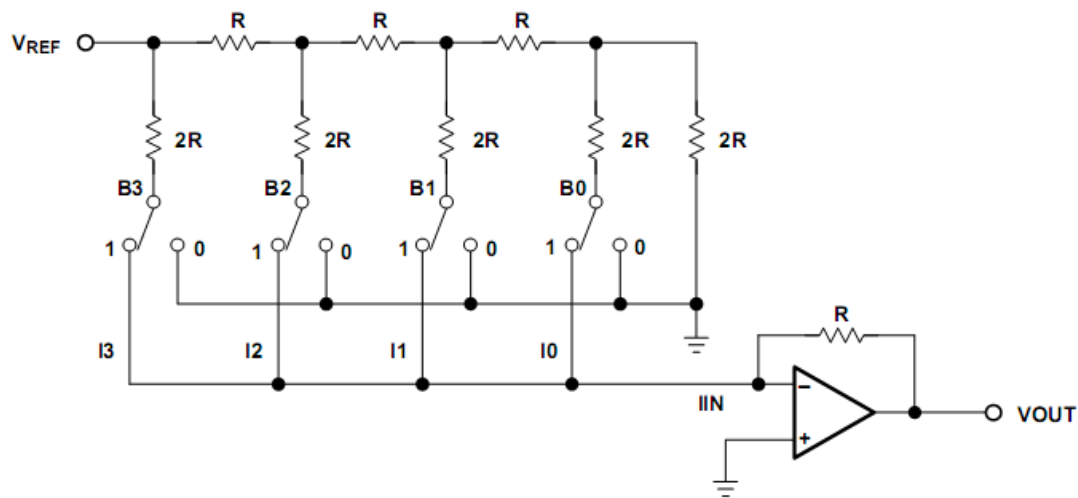 R R R
VREF
2R 2R 2R 2R 2R
B3 B2 B1 B0
1 0 1 0 1 0 1 0
R
I3 I2 I1 I0
IIN
−
+
VOUT